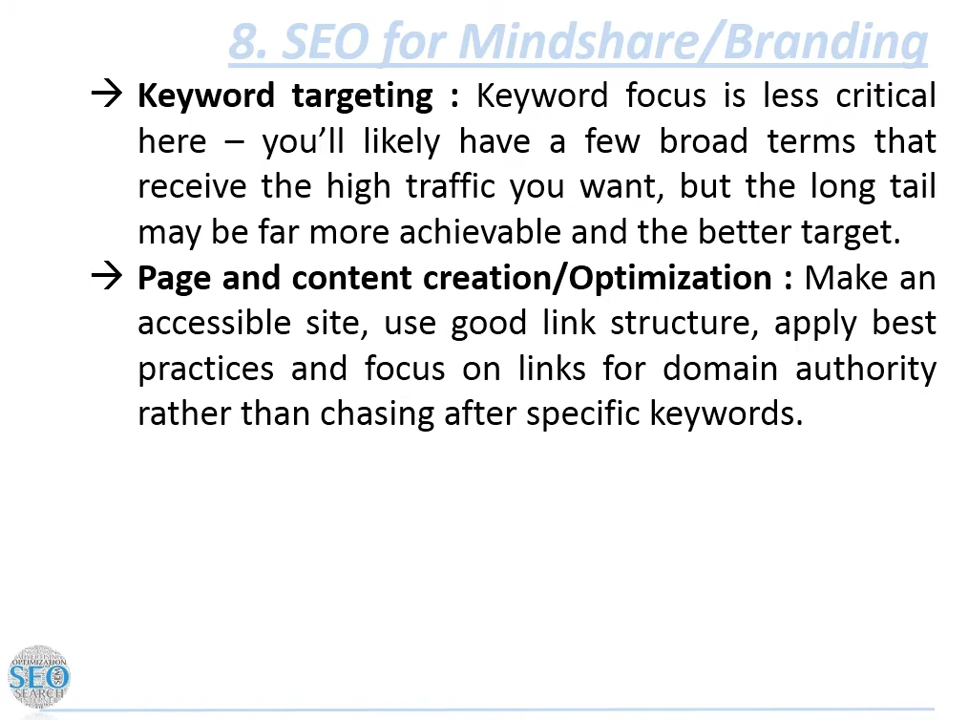 8. SEO for Mindshare/Branding
→ Keyword targeting : Keyword focus is less critical
here – you’ll likely have a few broad terms that
receive the high traffic you want, but the long tail
may be far more achievable and the better target.
→ Page and content creation/Optimization : Make an
accessible site, use good link structure, apply best
practices and focus on links for domain authority
rather than chasing after specific keywords.
OPTIMIZATION
SEO
SEARCH